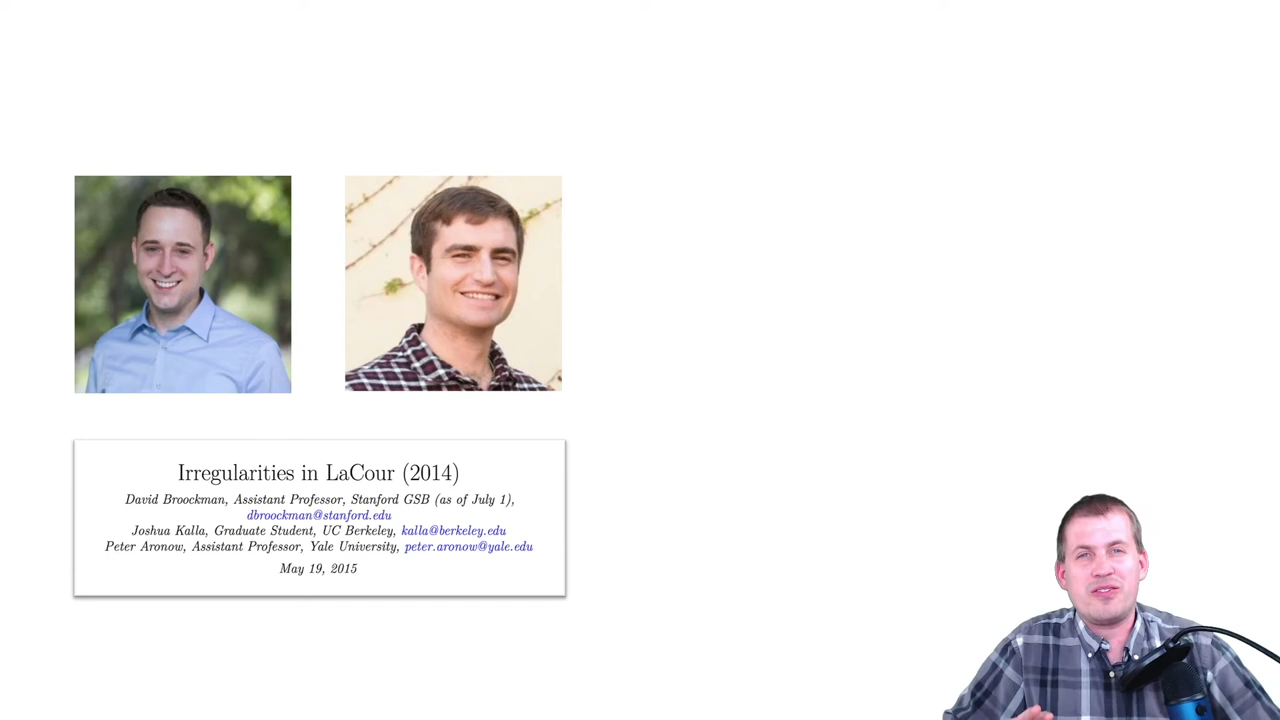 Irregularities in LaCour (2014)
David Broockman, Assistant Professor, Stanford GSB (as of July 1),
dbroockman@stanford.edu
Joshua Kalla, Graduate Student, UC Berkeley, kalla@berkeley.edu
Peter Aronow, Assistant Professor, Yale University, peter.aronow@yale.edu
May 19, 2015